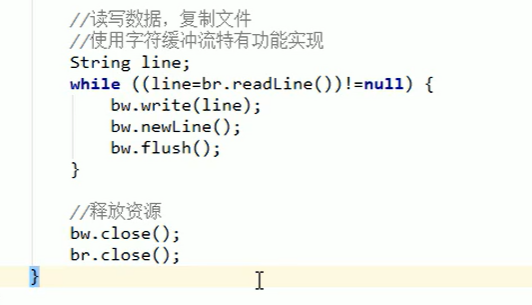 //读写数据，复制文件
//使用字符缓冲流特有功能实现
String line;
while ((line=br.readLine())!=null) {
bw.write(line);
bw.newLine();
bw.flush();
}
//释放资源
bw.close();
br.close();
}